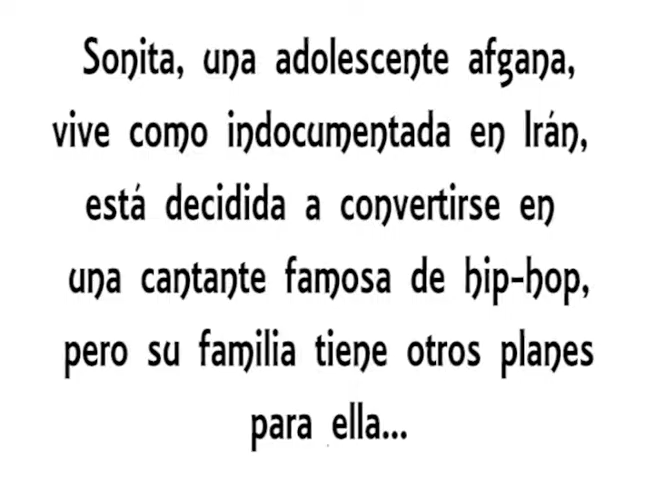 Sonita, una adolescente afgana,
vive como indocumentada en Irán,
está decidida a convertirse en
una cantante famosa de hip-hop,
pero su familia tiene otros planes
para ella...